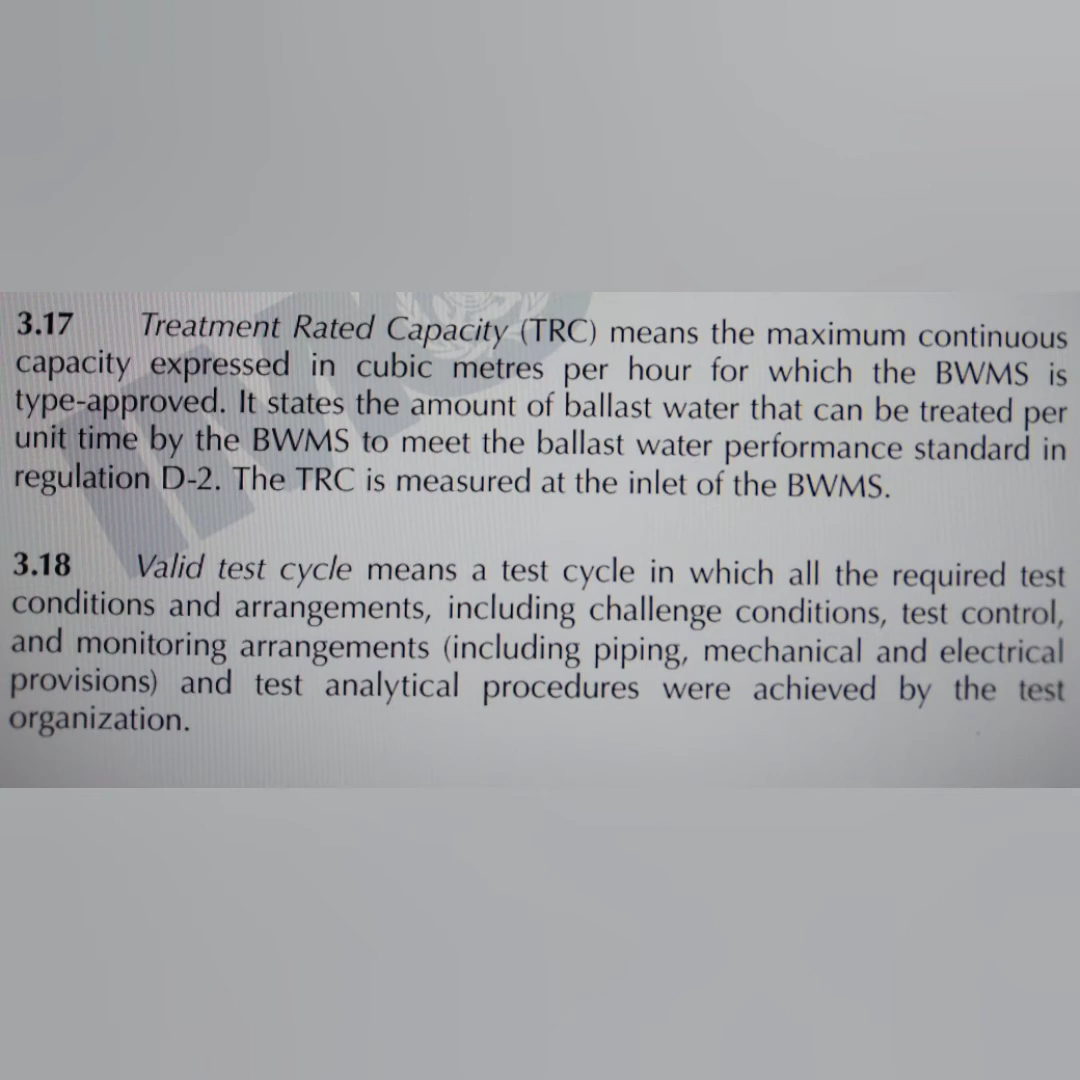 3.17 Treatment Rated Capacity (TRC) means the maximum continuous
capacity expressed in cubic metres per hour for which the BWMS is
type-approved. It states the amount of ballast water that can be treated per
unit time by the BWMS to meet the ballast water performance standard in
regulation D-2. The TRC is measured at the inlet of the BWMS.
3.18 Valid test cycle means a test cycle in which all the required test
conditions and arrangements, including challenge conditions, test control,
and monitoring arrangements (including piping, mechanical and electrical
provisions) and test analytical procedures were achieved by the test
organization.